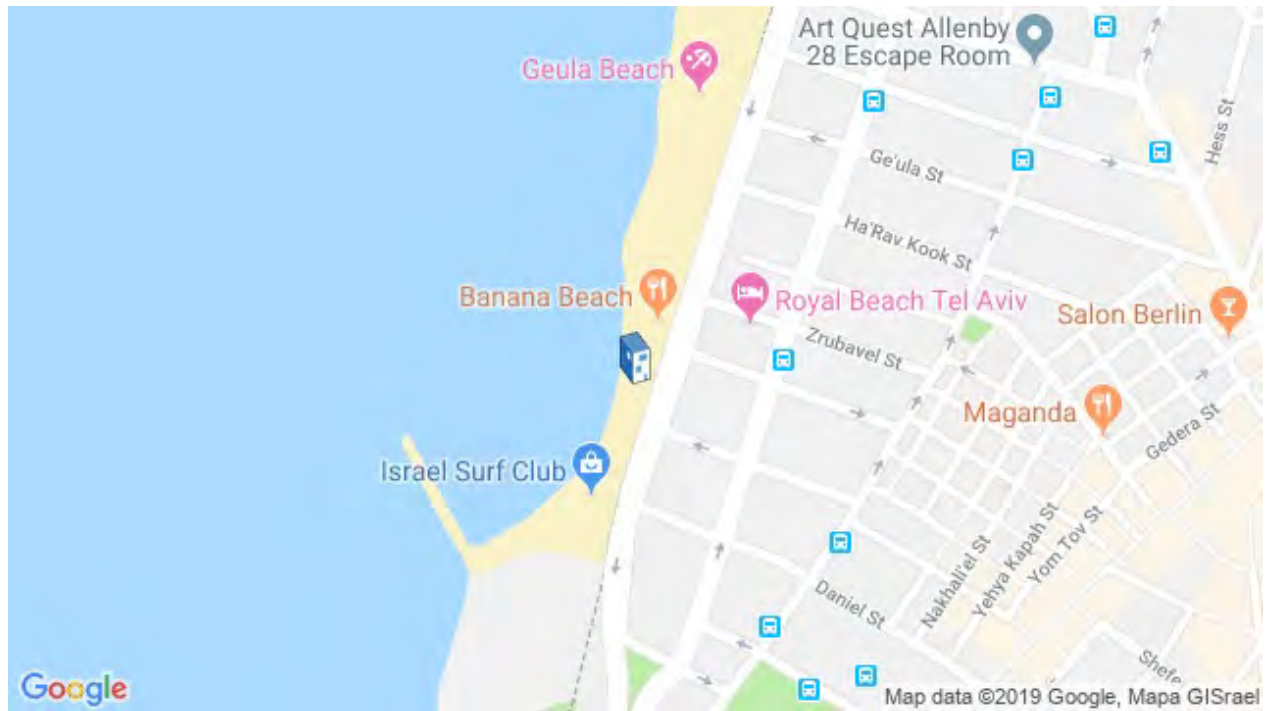 Art Quest Allenby
28 Escape Room
Geula Beach
Hess St
Ge'ula St
Ha'Rav Kook St
Banana Beach
Royal Beach Tel Aviv
Salon Berlin
Zrubavel St
Maganda
Gedera St
Israel Surf Club
Nakhali'el St
Yehya Kapah St
Yom Tov St
Daniel St
Shefe
Google
Map data ©2019 Google, Mapa GISrael